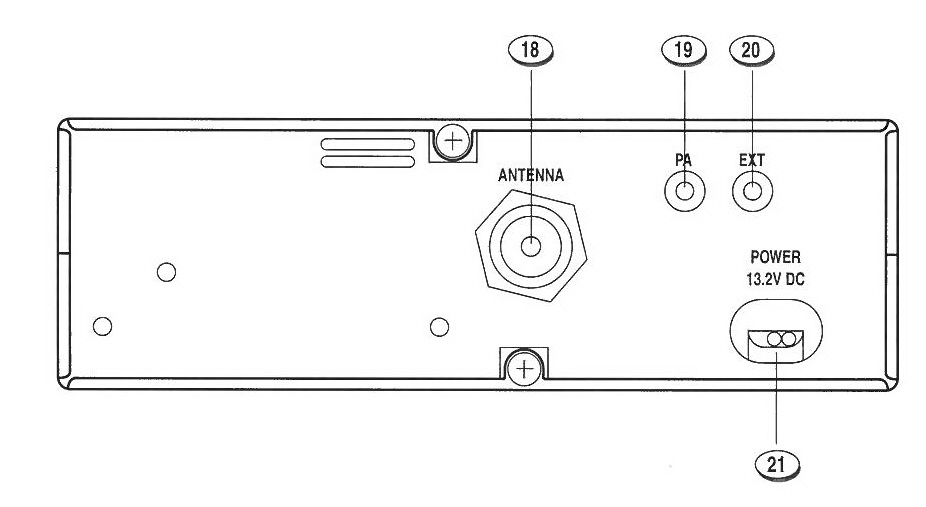 18
19
20
PA
EXT
ANTENNA
POWER
13.2V DC
21